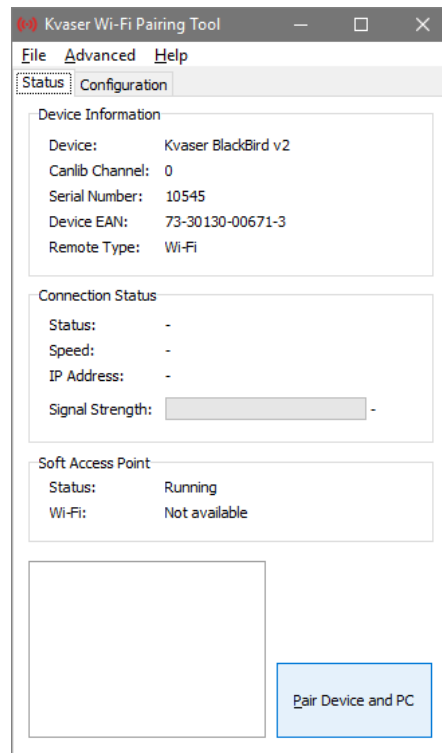 Kvaser Wi-Fi Pairing Tool
File Advanced Help
Status Configuration
Device Information
Device: Kvaser BlackBird v2
Canlib Channel: 0
Serial Number: 10545
Device EAN: 73-30130-00671-3
Remote Type: Wi-Fi
Connection Status
Status: -
Speed: -
IP Address: -
Signal Strength: -
Soft Access Point
Status: Running
Wi-Fi: Not available
Pair Device and PC